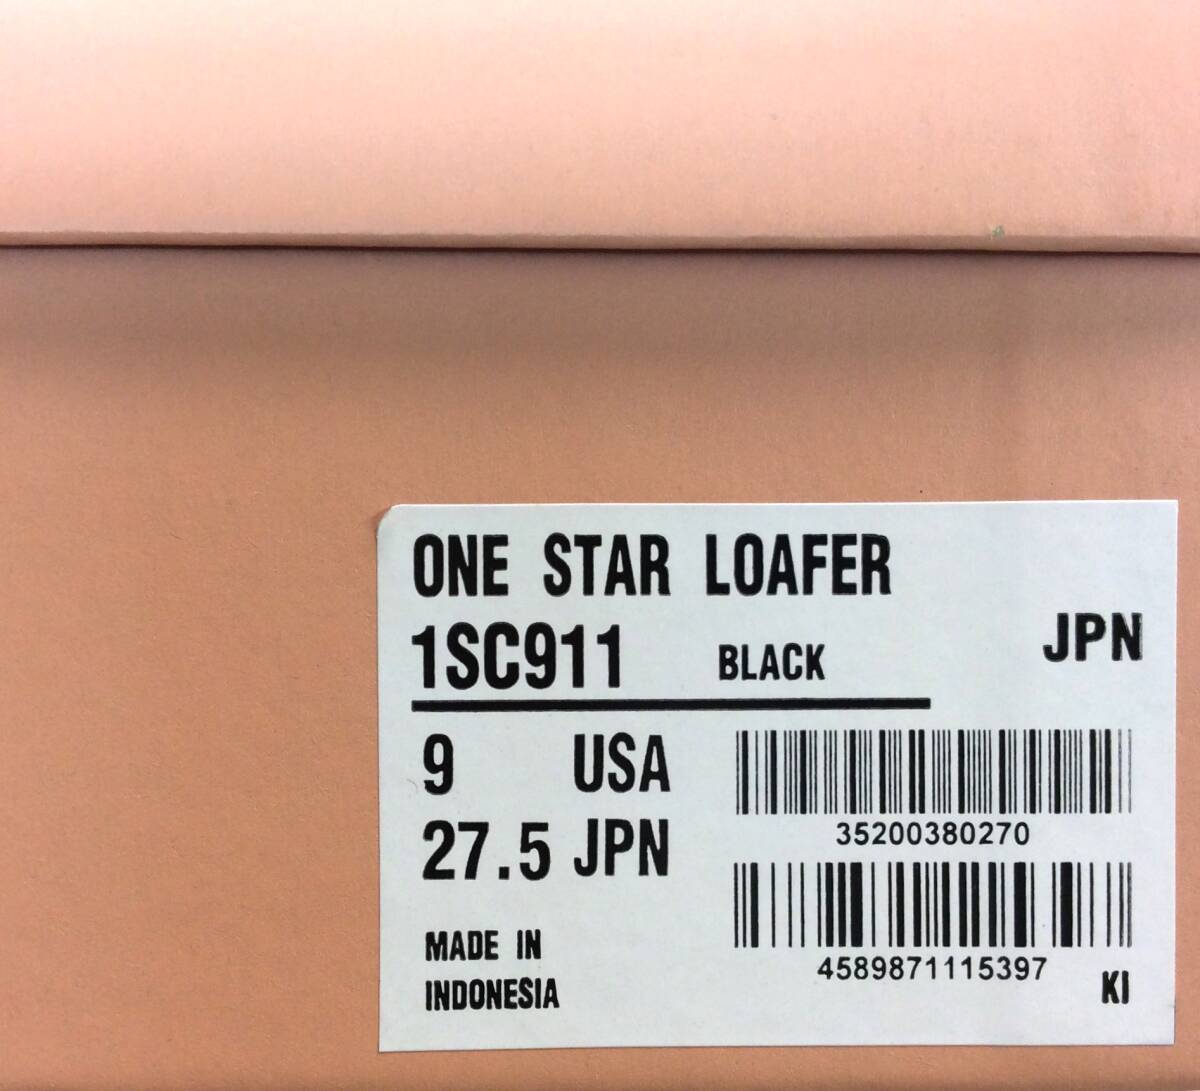 ONE STAR LOAFER
1SC911 BLACK JPN
9 USA
27.5 JPN
35200380270
4589871115397
MADE IN
INDONESIA
KI